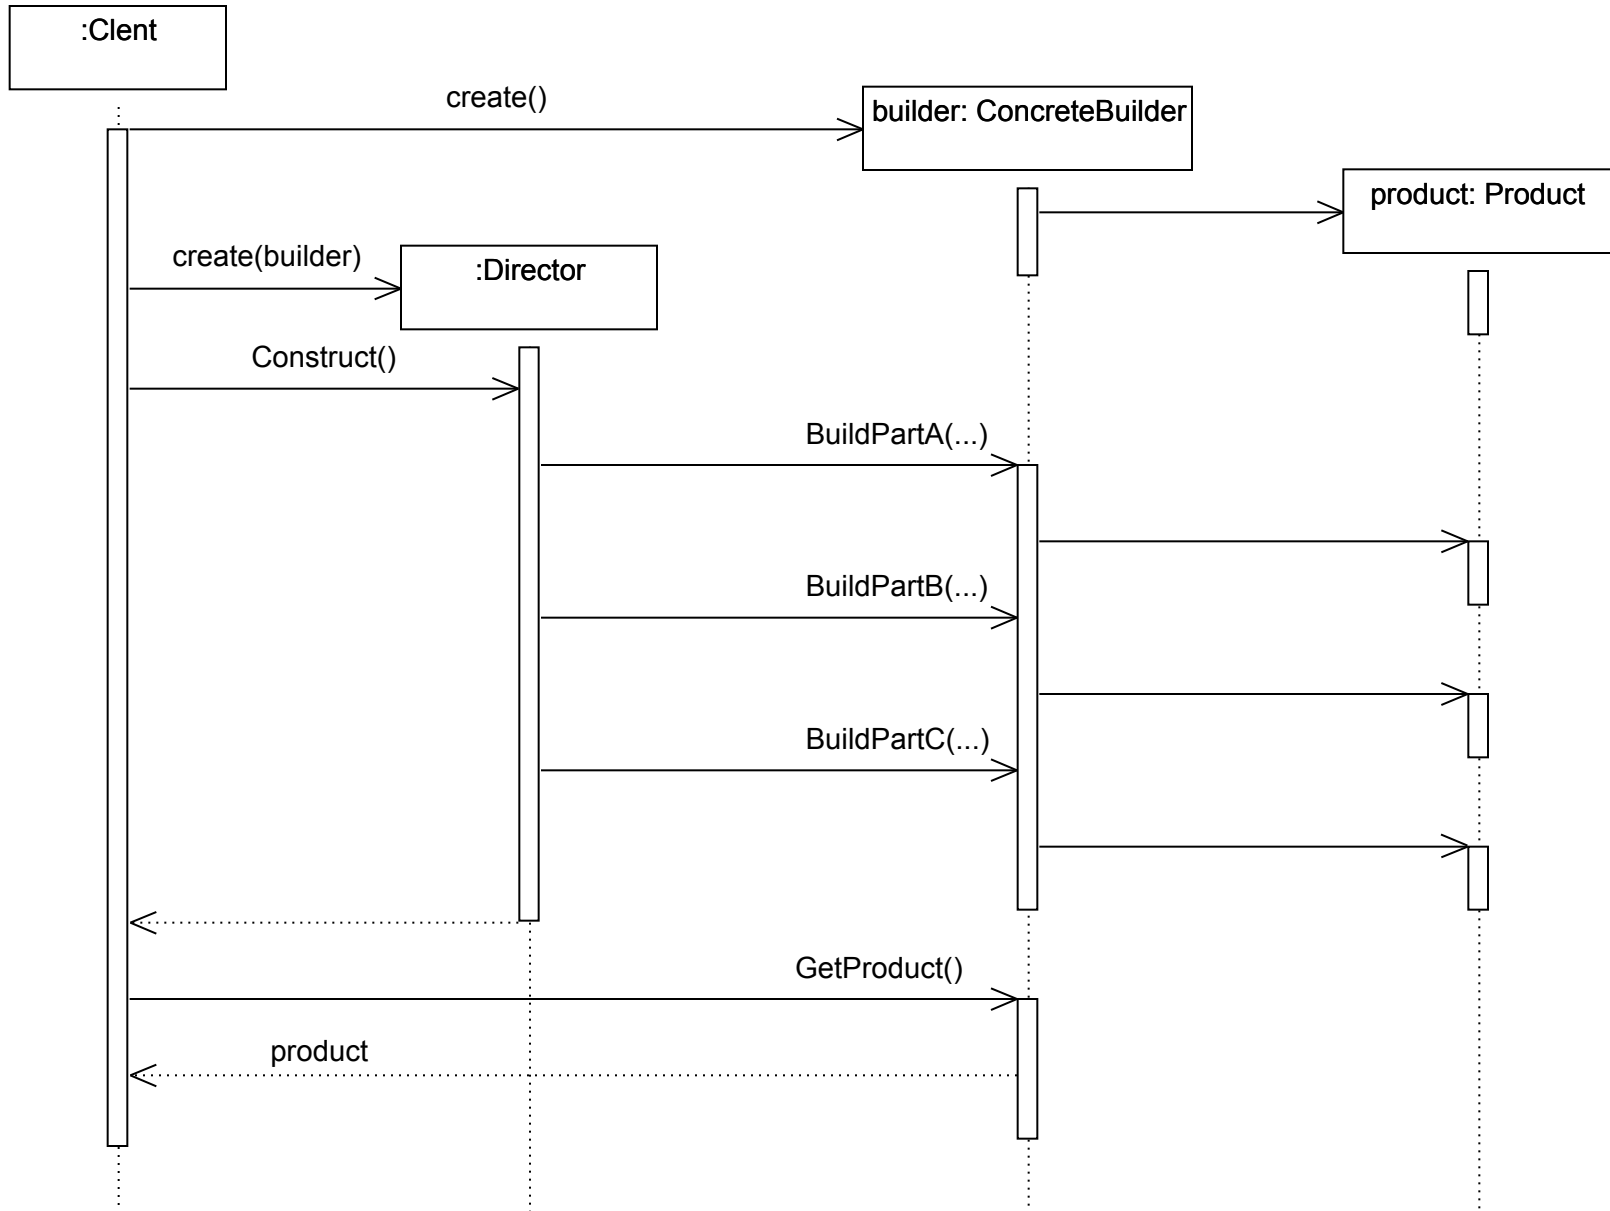 :Clent
create()
builder: ConcreteBuilder
product: Product
create(builder)
:Director
Construct()
BuildPartA(...)
BuildPartB(...)
BuildPartC(...)
GetProduct()
product